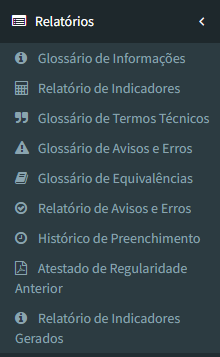 Relatórios
Glossário de Informações
Relatório de Indicadores
Glossário de Termos Técnicos
Glossário de Avisos e Erros
Glossário de Equivalências
Relatório de Avisos e Erros
Histórico de Preenchimento
Atestado de Regularidade
Anterior
Relatório de Indicadores
Gerados